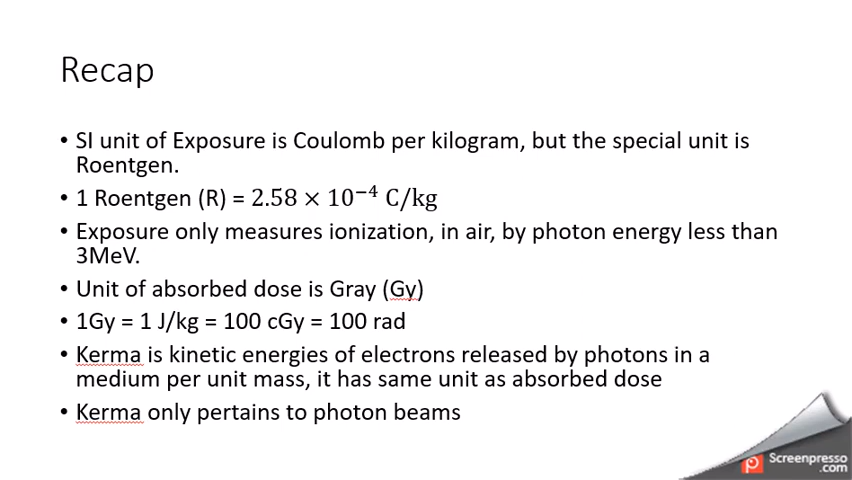 Recap
• SI unit of Exposure is Coulomb per kilogram, but the special unit is
Roentgen.
• 1 Roentgen (R) = 2.58 × 10⁻⁴ C/kg
• Exposure only measures ionization, in air, by photon energy less than
3MeV.
• Unit of absorbed dose is Gray (Gy)
• 1Gy = 1 J/kg = 100 cGy = 100 rad
• Kerma is kinetic energies of electrons released by photons in a
medium per unit mass, it has same unit as absorbed dose
• Kerma only pertains to photon beams
Screenpresso
.com